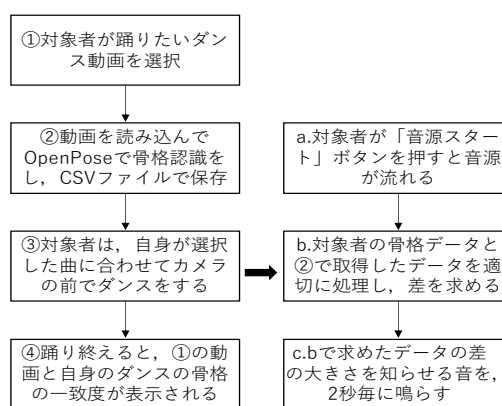 ①対象者が踊りたいダン
ス動画を選択
②動画を読み込んで
OpenPoseで骨格認識を
し，CSVファイルで保存
③対象者は，自身が選択
した曲に合わせてカメラ
の前でダンスをする
④踊り終えると，①の動
画と自身のダンスの骨格
の一致度が表示される
a.対象者が「音源スター
ト」ボタンを押すと音源
が流れる
b.対象者の骨格データと
②で取得したデータを適
切に処理し，差を求める
c.bで求めたデータの差
の大きさを知らせる音を，
2秒毎に鳴らす